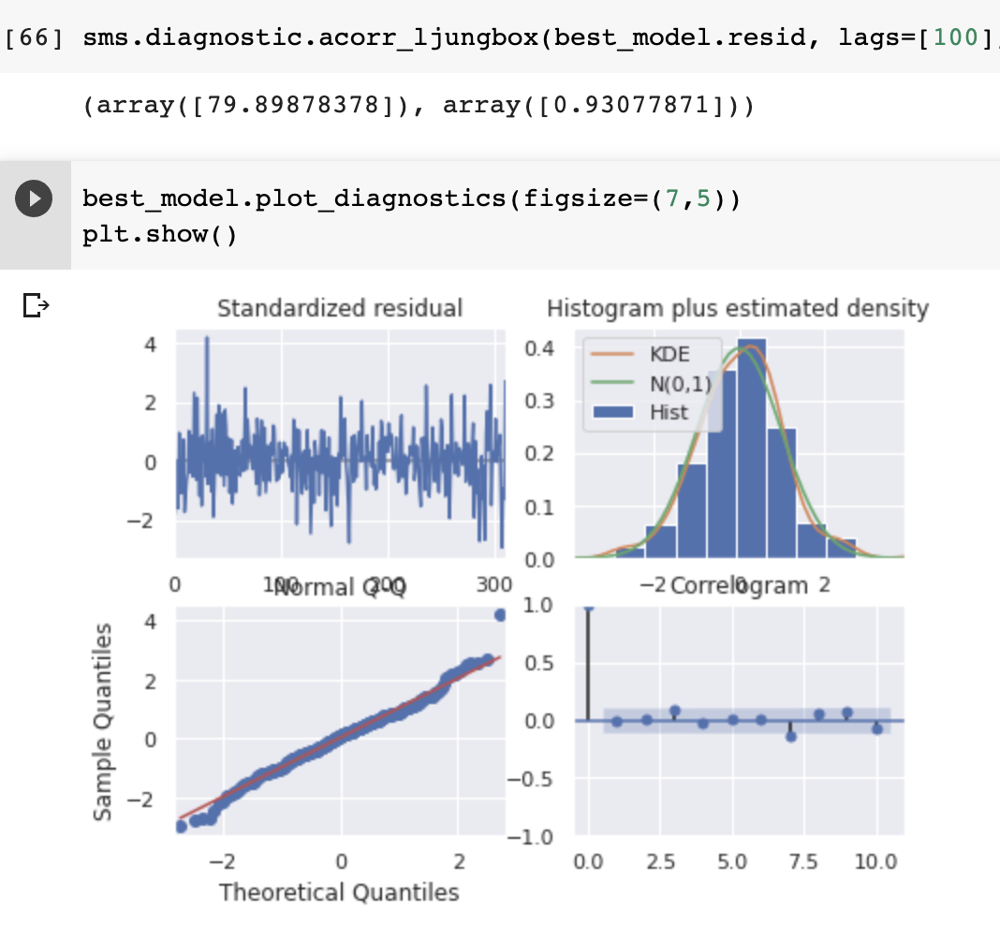 [66] sms.diagnostic.acorr_ljungbox(best_model.resid, lags=[100],
(array([79.89878378]), array([0.93077871]))
best_model.plot_diagnostics(figsize=(7,5))
plt.show()
Standardized residual
4
2
0
−2
0 100 200 300
Histogram plus estimated density
KDE
N(0,1)
Hist
0.4
0.3
0.2
0.1
0.0
−2 0 2
Normal Q-Q
Sample Quantiles
4
2
0
−2
−2 0 2
Theoretical Quantiles
Correlogram
1.0
0.5
0.0
−0.5
−1.0
0.0 2.5 5.0 7.5 10.0